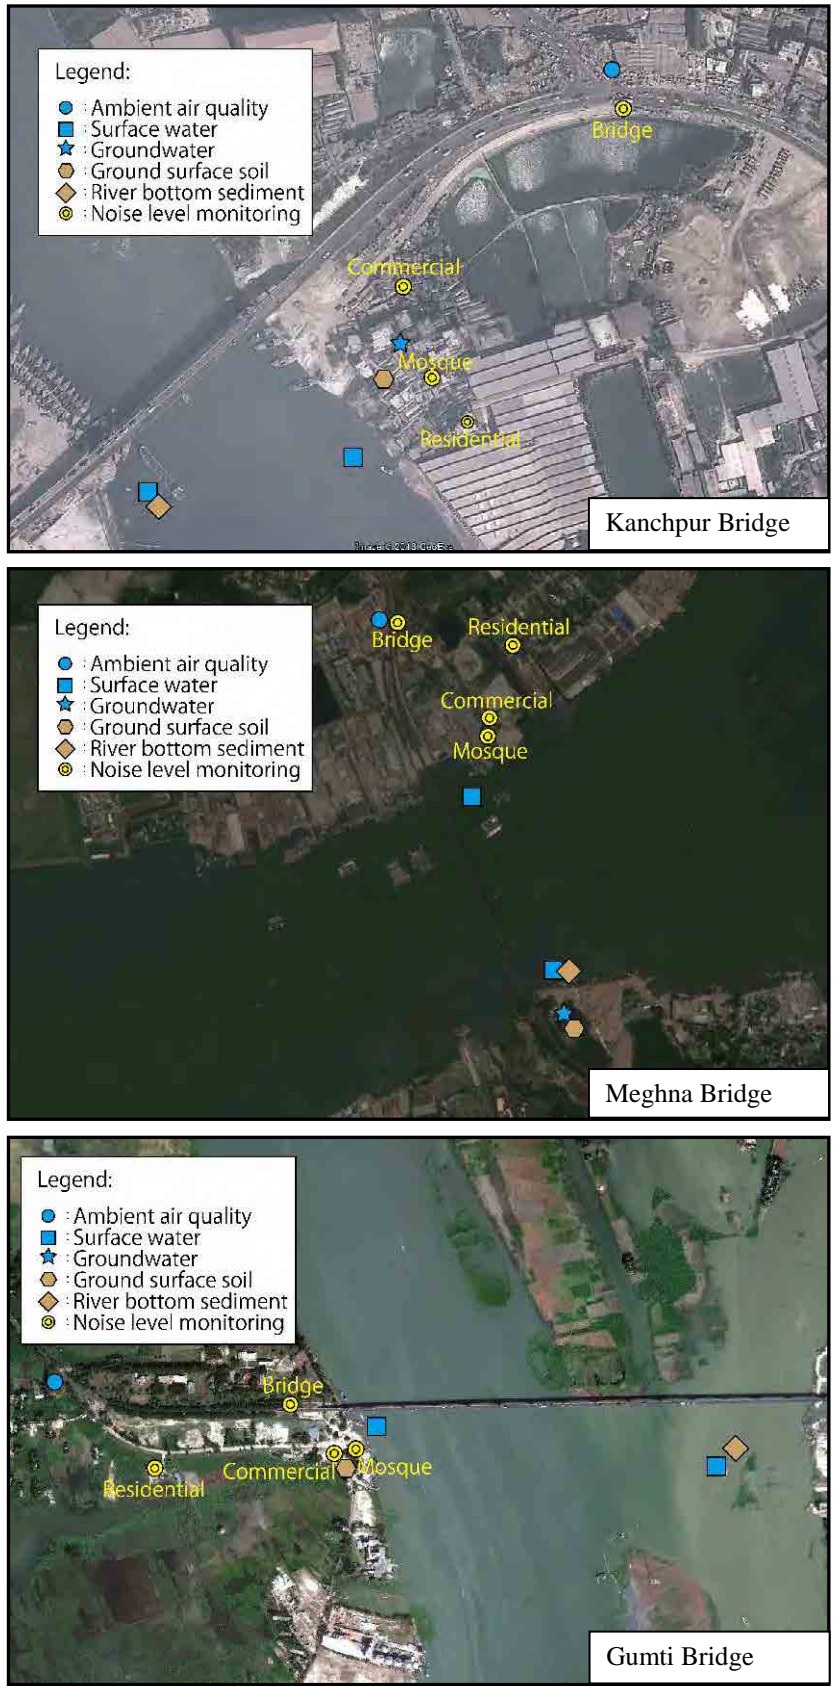 Legend:
: Ambient air quality
: Surface water
: Groundwater
: Ground surface soil
: River bottom sediment
: Noise level monitoring
Bridge
Commercial
Mosque
Residential
Kanchpur Bridge
Image © 2013 GeoEye
Legend:
: Ambient air quality
: Surface water
: Groundwater
: Ground surface soil
: River bottom sediment
: Noise level monitoring
Bridge
Residential
Commercial
Mosque
Meghna Bridge
Legend:
: Ambient air quality
: Surface water
: Groundwater
: Ground surface soil
: River bottom sediment
: Noise level monitoring
Bridge
Commercial
Mosque
Residential
Gumti Bridge